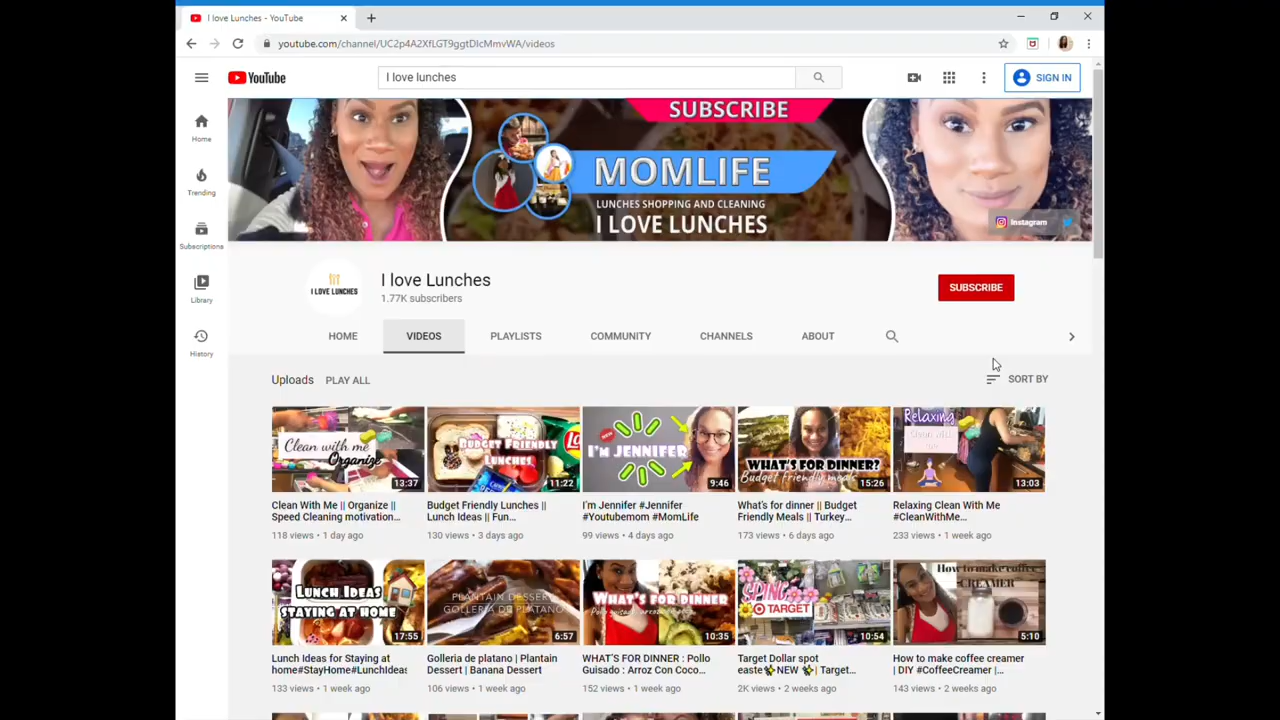 I love Lunches - YouTube
youtube.com/channel/UC2p4A2XfLGT9ggtDIcMmvWA/videos
YouTube
I love lunches
SIGN IN
Home
Trending
Subscriptions
Library
History
SUBSCRIBE
MOMLIFE
LUNCHES SHOPPING AND CLEANING
I LOVE LUNCHES
Instagram
I LOVE LUNCHES
I love Lunches
1.77K subscribers
SUBSCRIBE
HOME VIDEOS PLAYLISTS COMMUNITY CHANNELS ABOUT
Uploads PLAY ALL
SORT BY
Clean with me
Organize
13:37
Clean With Me || Organize ||
Speed Cleaning motivation...
118 views • 1 day ago
BUDGET FRIENDLY
LUNCHES
11:22
Budget Friendly Lunches ||
Lunch Ideas || Fun...
130 views • 3 days ago
I'M JENNIFER
9:46
I'm Jennifer #Jennifer
#Youtubemom #MomLife
99 views • 4 days ago
WHAT'S FOR DINNER?
Budget friendly meals
15:26
What's for dinner || Budget
Friendly Meals || Turkey...
173 views • 6 days ago
Relaxing
13:03
Relaxing Clean With Me
#CleanWithMe...
233 views • 1 week ago
LUNCH IDEAS
STAYING AT HOME
17:55
Lunch Ideas for Staying at
home#StayHome#LunchIdeas
133 views • 1 week ago
PLANTAIN DESSERT
GOLLERIA DE PLATANO
6:57
Golleria de platano | Plantain
Dessert | Banana Dessert
106 views • 1 week ago
WHAT'S FOR DINNER
10:35
WHAT'S FOR DINNER : Pollo
Guisado : Arroz Con Coco...
152 views • 1 week ago
SPING
TARGET
10:54
Target Dollar spot
easte✨NEW ✨| Target...
2K views • 2 weeks ago
How to make coffee
CREAMER
5:10
How to make coffee creamer
| DIY #CoffeeCreamer |...
143 views • 2 weeks ago